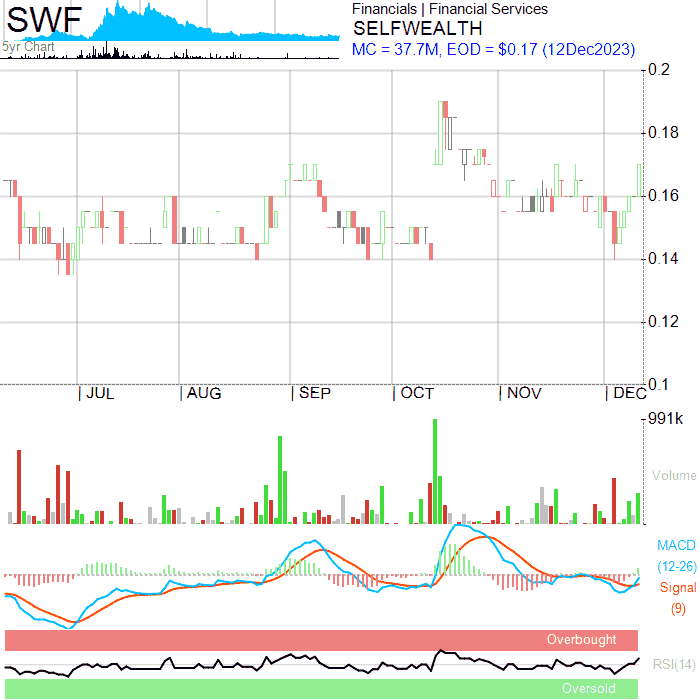 SWF
5yr Chart
Financials | Financial Services
SELFWEALTH
MC = 37.7M, EOD = $0.17 (12Dec2023)
0.2
0.18
0.16
0.14
0.12
0.1
| JUL | AUG | SEP | OCT | NOV | DEC
991k
Volume
MACD
(12-26)
Signal
(9)
Overbought
RSI(14)
Oversold